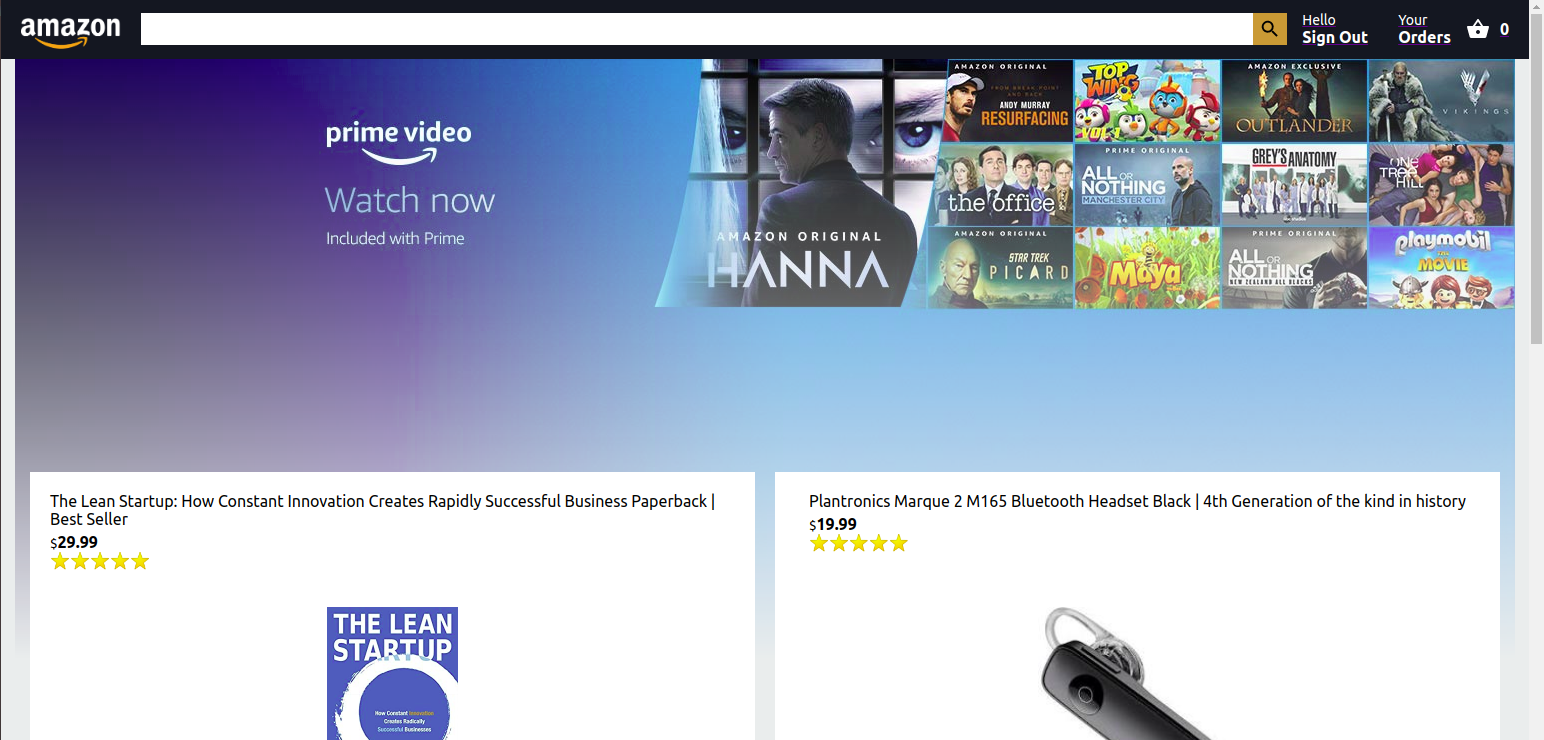 amazon
Hello
Sign Out
Your
Orders
0
prime video
Watch now
Included with Prime
AMAZON ORIGINAL
HANNA
AMAZON ORIGINAL
FROM BREAK POINT
AND BACK
ANDY MURRAY
RESURFACING
TOP
WING
VOL 1
AMAZON EXCLUSIVE
OUTLANDER
VIKINGS
the office
PRIME ORIGINAL
ALL OR
NOTHING
MANCHESTER CITY
GREY'S ANATOMY
ONE
TREE
HILL
AMAZON ORIGINAL
STAR TREK
PICARD
Maya
PRIME ORIGINAL
ALL OR
NOTHING
NEW ZEALAND ALL BLACKS
playmobil
THE
MOVIE
The Lean Startup: How Constant Innovation Creates Rapidly Successful Business Paperback |
Best Seller
$29.99
THE LEAN
STARTUP
How Constant Innovation
Creates Radically
Successful Businesses
Plantronics Marque 2 M165 Bluetooth Headset Black | 4th Generation of the kind in history
$19.99